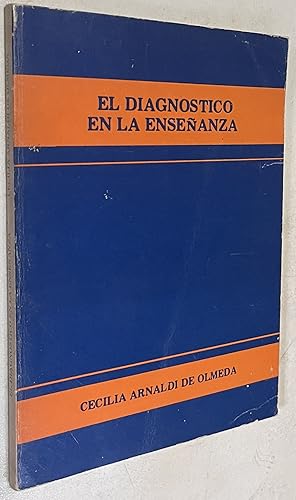 EL DIAGNOSTICO
EN LA ENSEÑANZA
CECILIA ARNALDI DE OLMEDA